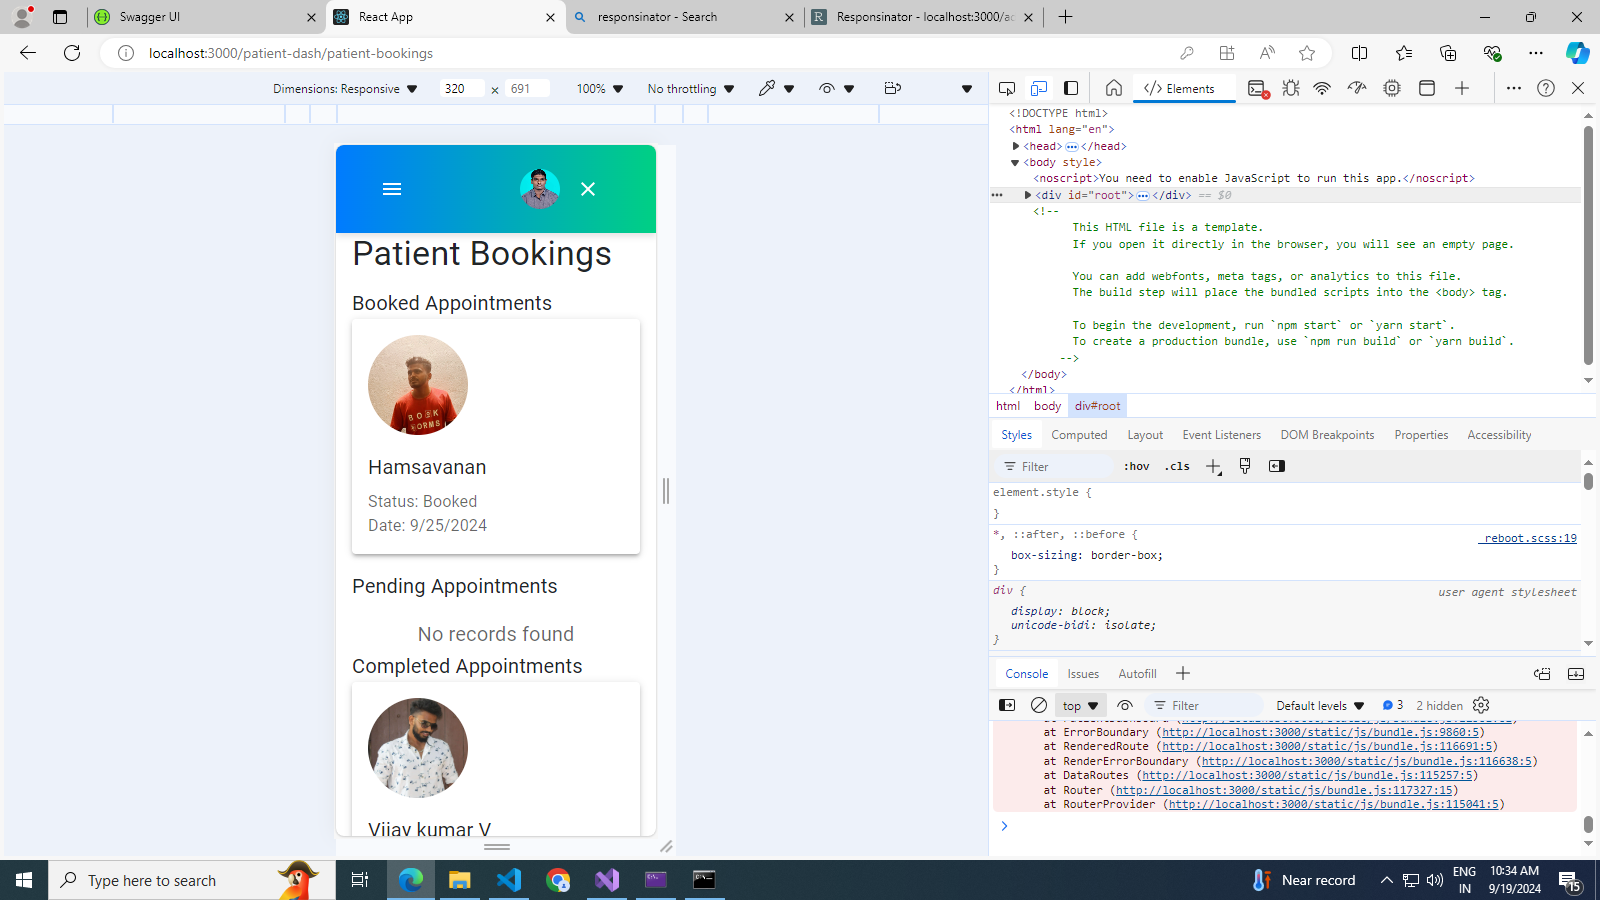 Swagger UI
React App
responsinator - Search
Responsinator - localhost:3000/ac
localhost:3000/patient-dash/patient-bookings
Dimensions: Responsive
320 × 691
100%
No throttling
Elements
Patient Bookings
Booked Appointments
BOOK
WORMS
Hamsavanan
Status: Booked
Date: 9/25/2024
Pending Appointments
No records found
Completed Appointments
Vijay kumar V
<!DOCTYPE html>
<html lang="en">
<head> ••• </head>
<body style>
<noscript>You need to enable JavaScript to run this app.</noscript>
••• <div id="root"> ••• </div> == $0
<!--
This HTML file is a template.
If you open it directly in the browser, you will see an empty page.
You can add webfonts, meta tags, or analytics to this file.
The build step will place the bundled scripts into the <body> tag.
To begin the development, run `npm start` or `yarn start`.
To create a production bundle, use `npm run build` or `yarn build`.
-->
</body>
</html>
html body div#root
Styles Computed Layout Event Listeners DOM Breakpoints Properties Accessibility
Filter :hov .cls
element.style {
}
*, ::after, ::before { _reboot.scss:19
box-sizing: border-box;
}
div { user agent stylesheet
display: block;
unicode-bidi: isolate;
}
Console Issues Autofill
top Filter Default levels 3 2 hidden
at ErrorBoundary (http://localhost:3000/static/js/bundle.js:9860:5)
at RenderedRoute (http://localhost:3000/static/js/bundle.js:116691:5)
at RenderErrorBoundary (http://localhost:3000/static/js/bundle.js:116638:5)
at DataRoutes (http://localhost:3000/static/js/bundle.js:115257:5)
at Router (http://localhost:3000/static/js/bundle.js:117327:15)
at RouterProvider (http://localhost:3000/static/js/bundle.js:115041:5)
Type here to search
Near record
ENG
IN
10:34 AM
9/19/2024
15